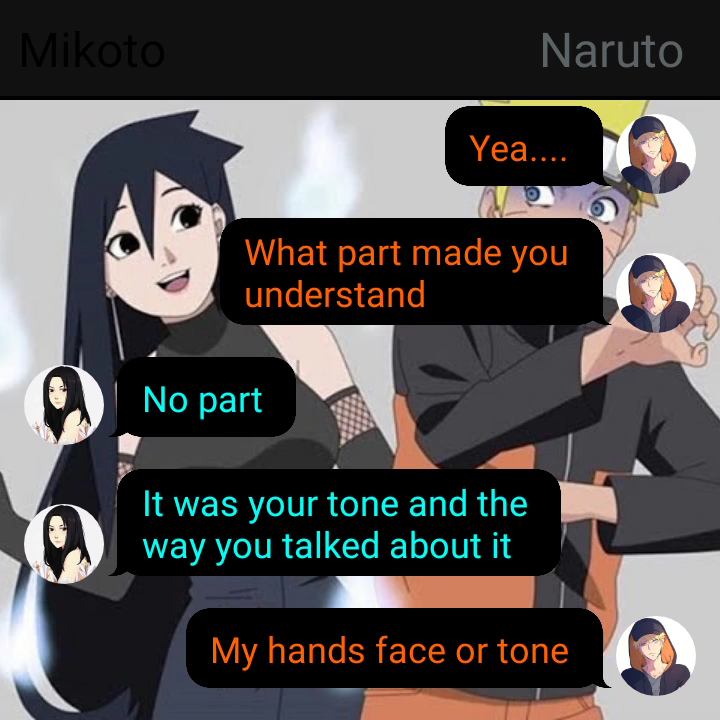 Mikoto
Naruto
Yea....
What part made you
understand
No part
It was your tone and the
way you talked about it
My hands face or tone